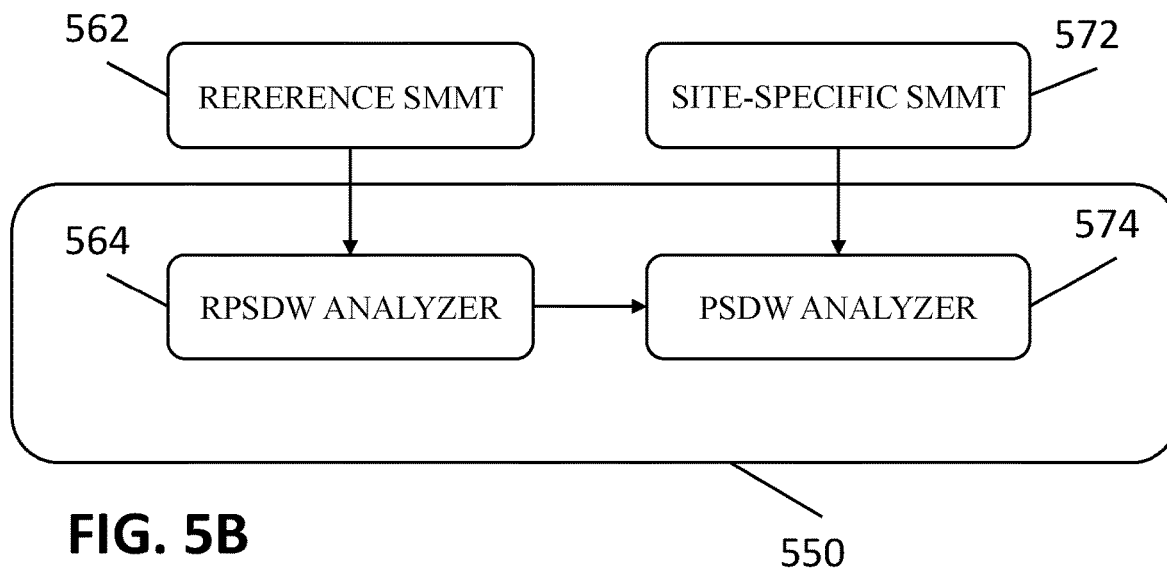 562
RERERENCE SMMT
SITE-SPECIFIC SMMT
572
564
RPSDW ANALYZER
PSDW ANALYZER
574
FIG. 5B
550